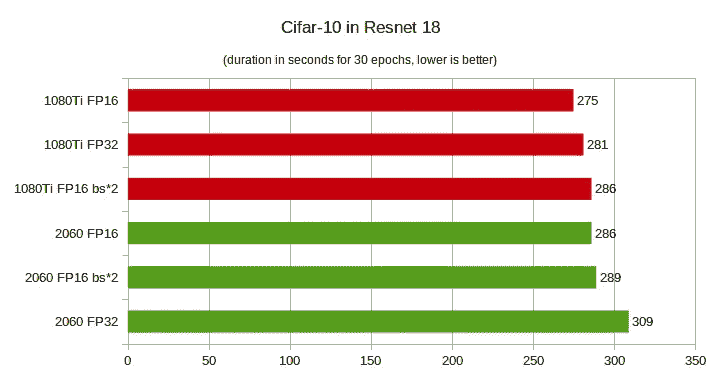 Cifar-10 in Resnet 18
(duration in seconds for 30 epochs, lower is better)
1080Ti FP16 275
1080Ti FP32 281
1080Ti FP16 bs*2 286
2060 FP16 286
2060 FP16 bs*2 289
2060 FP32 309
0 50 100 150 200 250 300 350